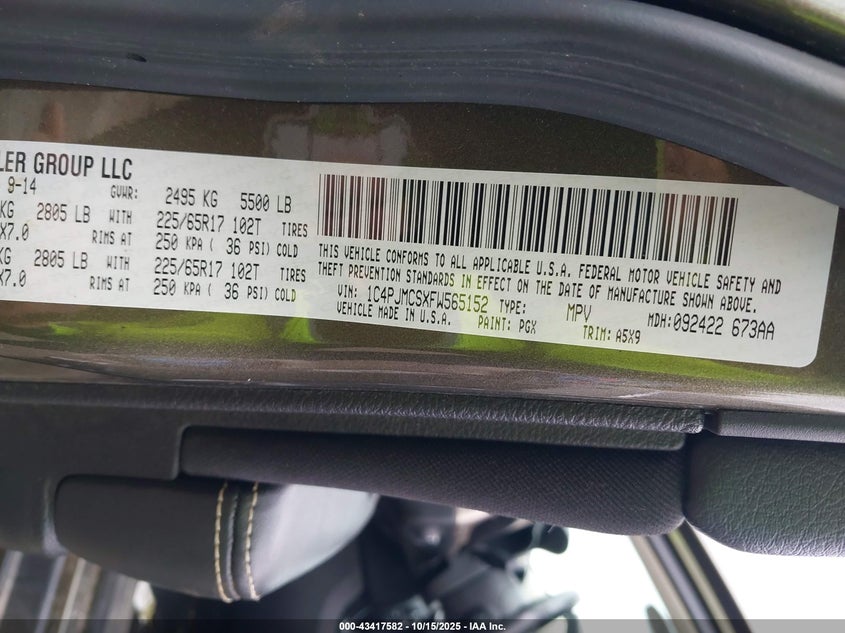 LER GROUP LLC
9-14 GVWR: 2495 KG 5500 LB
KG 2805 LB WITH 225/65R17 102T TIRES
X7.0 RIMS AT 250 KPA ( 36 PSI) COLD
KG 2805 LB WITH 225/65R17 102T TIRES
X7.0 RIMS AT 250 KPA ( 36 PSI) COLD
THIS VEHICLE CONFORMS TO ALL APPLICABLE U.S.A. FEDERAL MOTOR VEHICLE SAFETY AND
THEFT PREVENTION STANDARDS IN EFFECT ON THE DATE OF MANUFACTURE SHOWN ABOVE.
VIN: 1C4PJMCSXFW565152 TYPE: MPV MDH:092422 673AA
VEHICLE MADE IN U.S.A. PAINT: PGX TRIM: A5X9
000-43417582 - 10/15/2025 - IAA Inc.